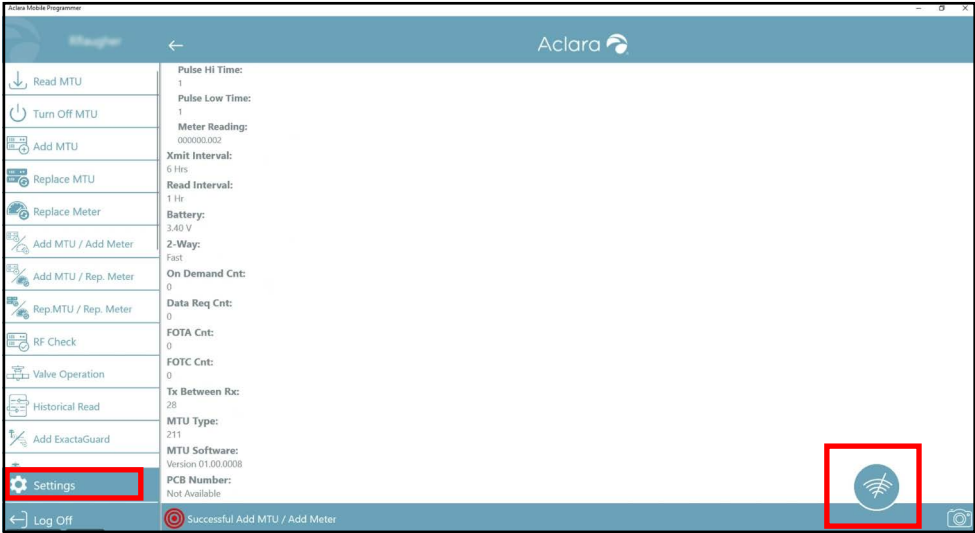 Aclara Mobile Programmer
Aclara
Read MTU
Turn Off MTU
Add MTU
Replace MTU
Replace Meter
Add MTU / Add Meter
Add MTU / Rep. Meter
Rep.MTU / Rep. Meter
RF Check
Valve Operation
Historical Read
Add ExactaGuard
Settings
Log Off
Pulse Hi Time:
1
Pulse Low Time:
1
Meter Reading:
000000.002
Xmit Interval:
6 Hrs
Read Interval:
1 Hr
Battery:
3.40 V
2-Way:
Fast
On Demand Cnt:
0
Data Req Cnt:
0
FOTA Cnt:
0
FOTC Cnt:
0
Tx Between Rx:
28
MTU Type:
211
MTU Software:
Version 01.00.0008
PCB Number:
Not Available
Successful Add MTU / Add Meter